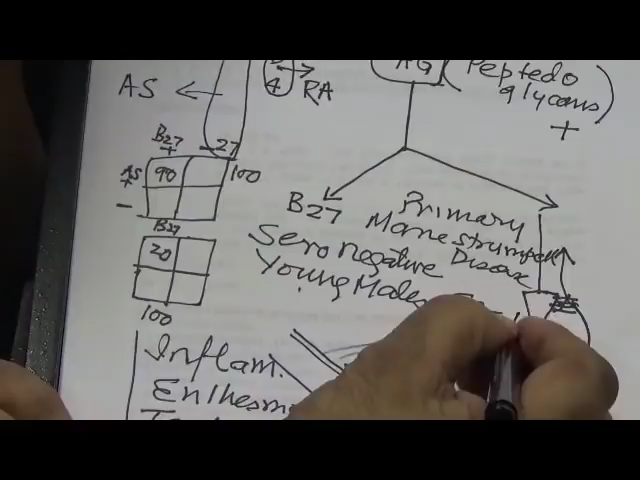 AG (Peptedo
glycans)
+
AS
4
RA
B27
+
-
27
AS
+
90
100
-
B27
20
100
B27
Primary
Marie strumpell
Disease
Sero negative
Young Males
Inflam.
Enthesm